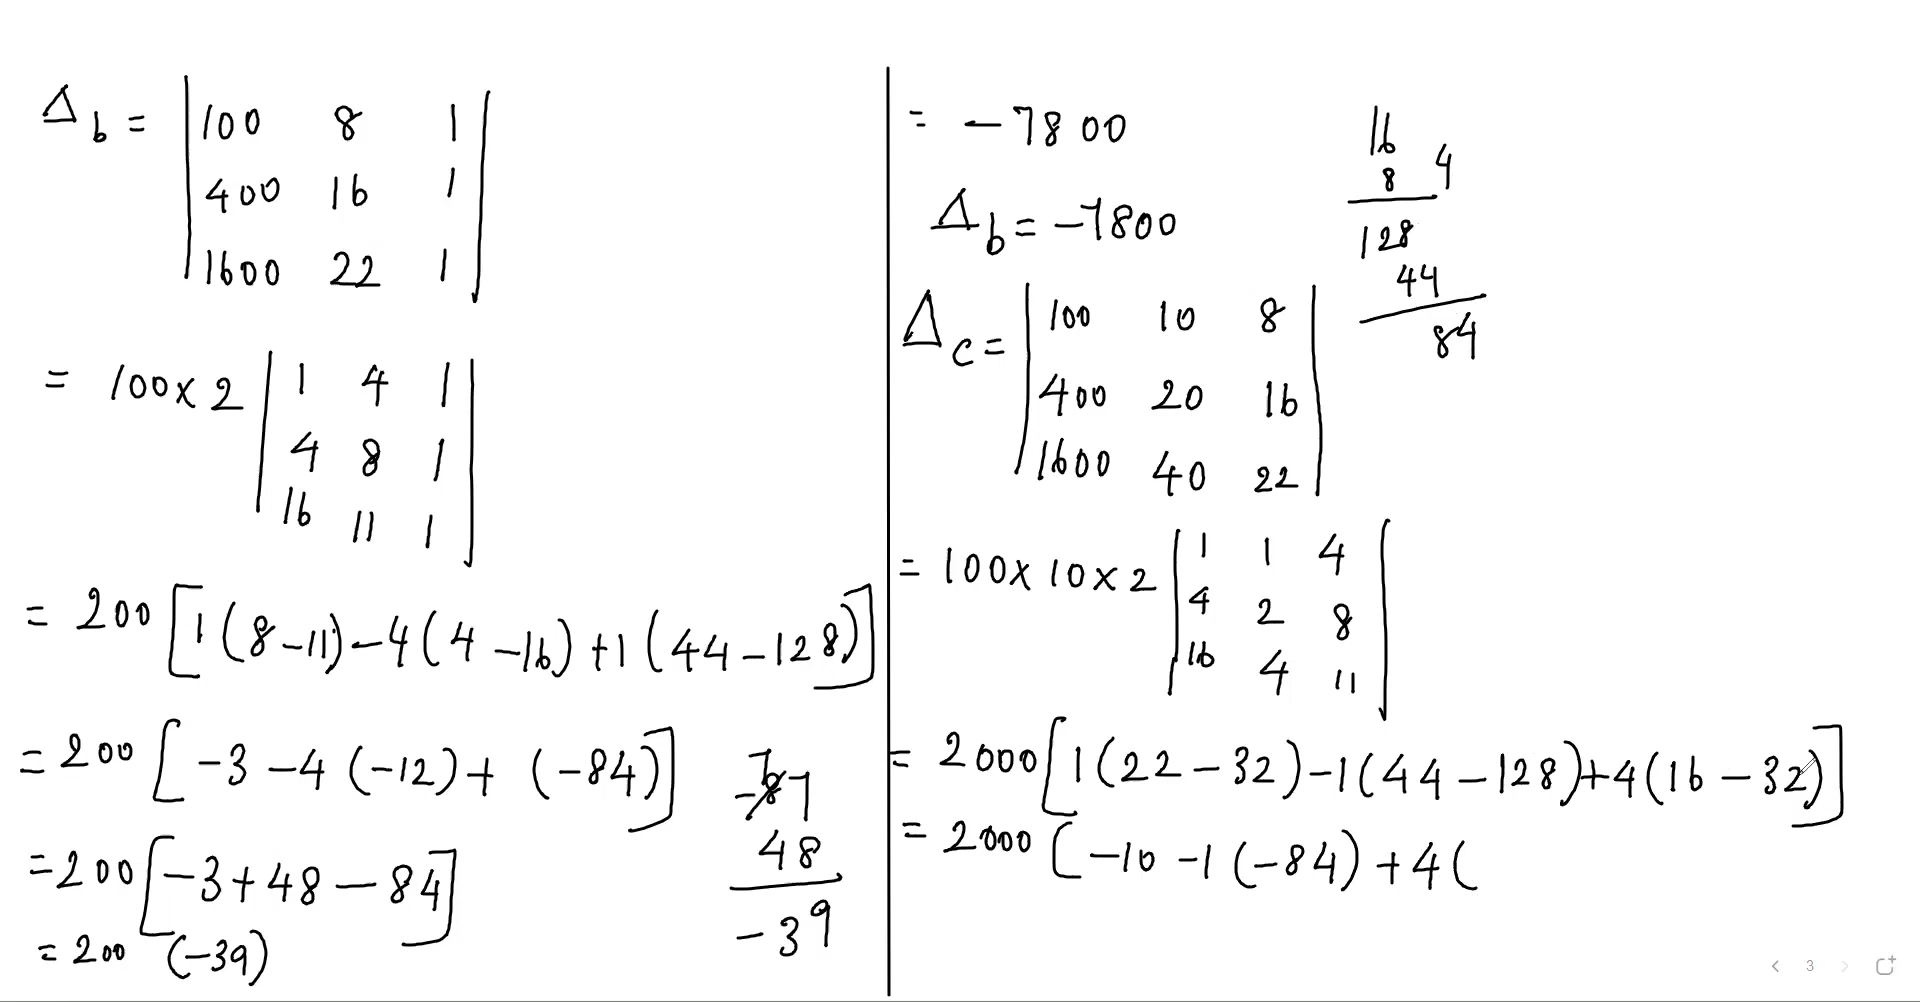 Δb = | 100 8 1 |
| 400 16 1 |
| 1600 22 1 |
= 100 x 2 | 1 4 1 |
| 4 8 1 |
| 16 11 1 |
= 200 [ 1 (8 - 11) - 4 (4 - 16) + 1 (44 - 128) ]
= 200 [ -3 - 4 (-12) + (-84) ]
= 200 [ -3 + 48 - 84 ]
= 200 (-39)
48
-39
= -7800
Δb = -7800
16
8 4
128
44
84
Δc = | 100 10 8 |
| 400 20 16 |
| 1600 40 22 |
= 100 x 10 x 2 | 1 1 4 |
| 4 2 8 |
| 16 4 11 |
= 2000 [ 1 (22 - 32) - 1 (44 - 128) + 4 (16 - 32) ]
= 2000 [ -10 - 1 (-84) + 4 (
3